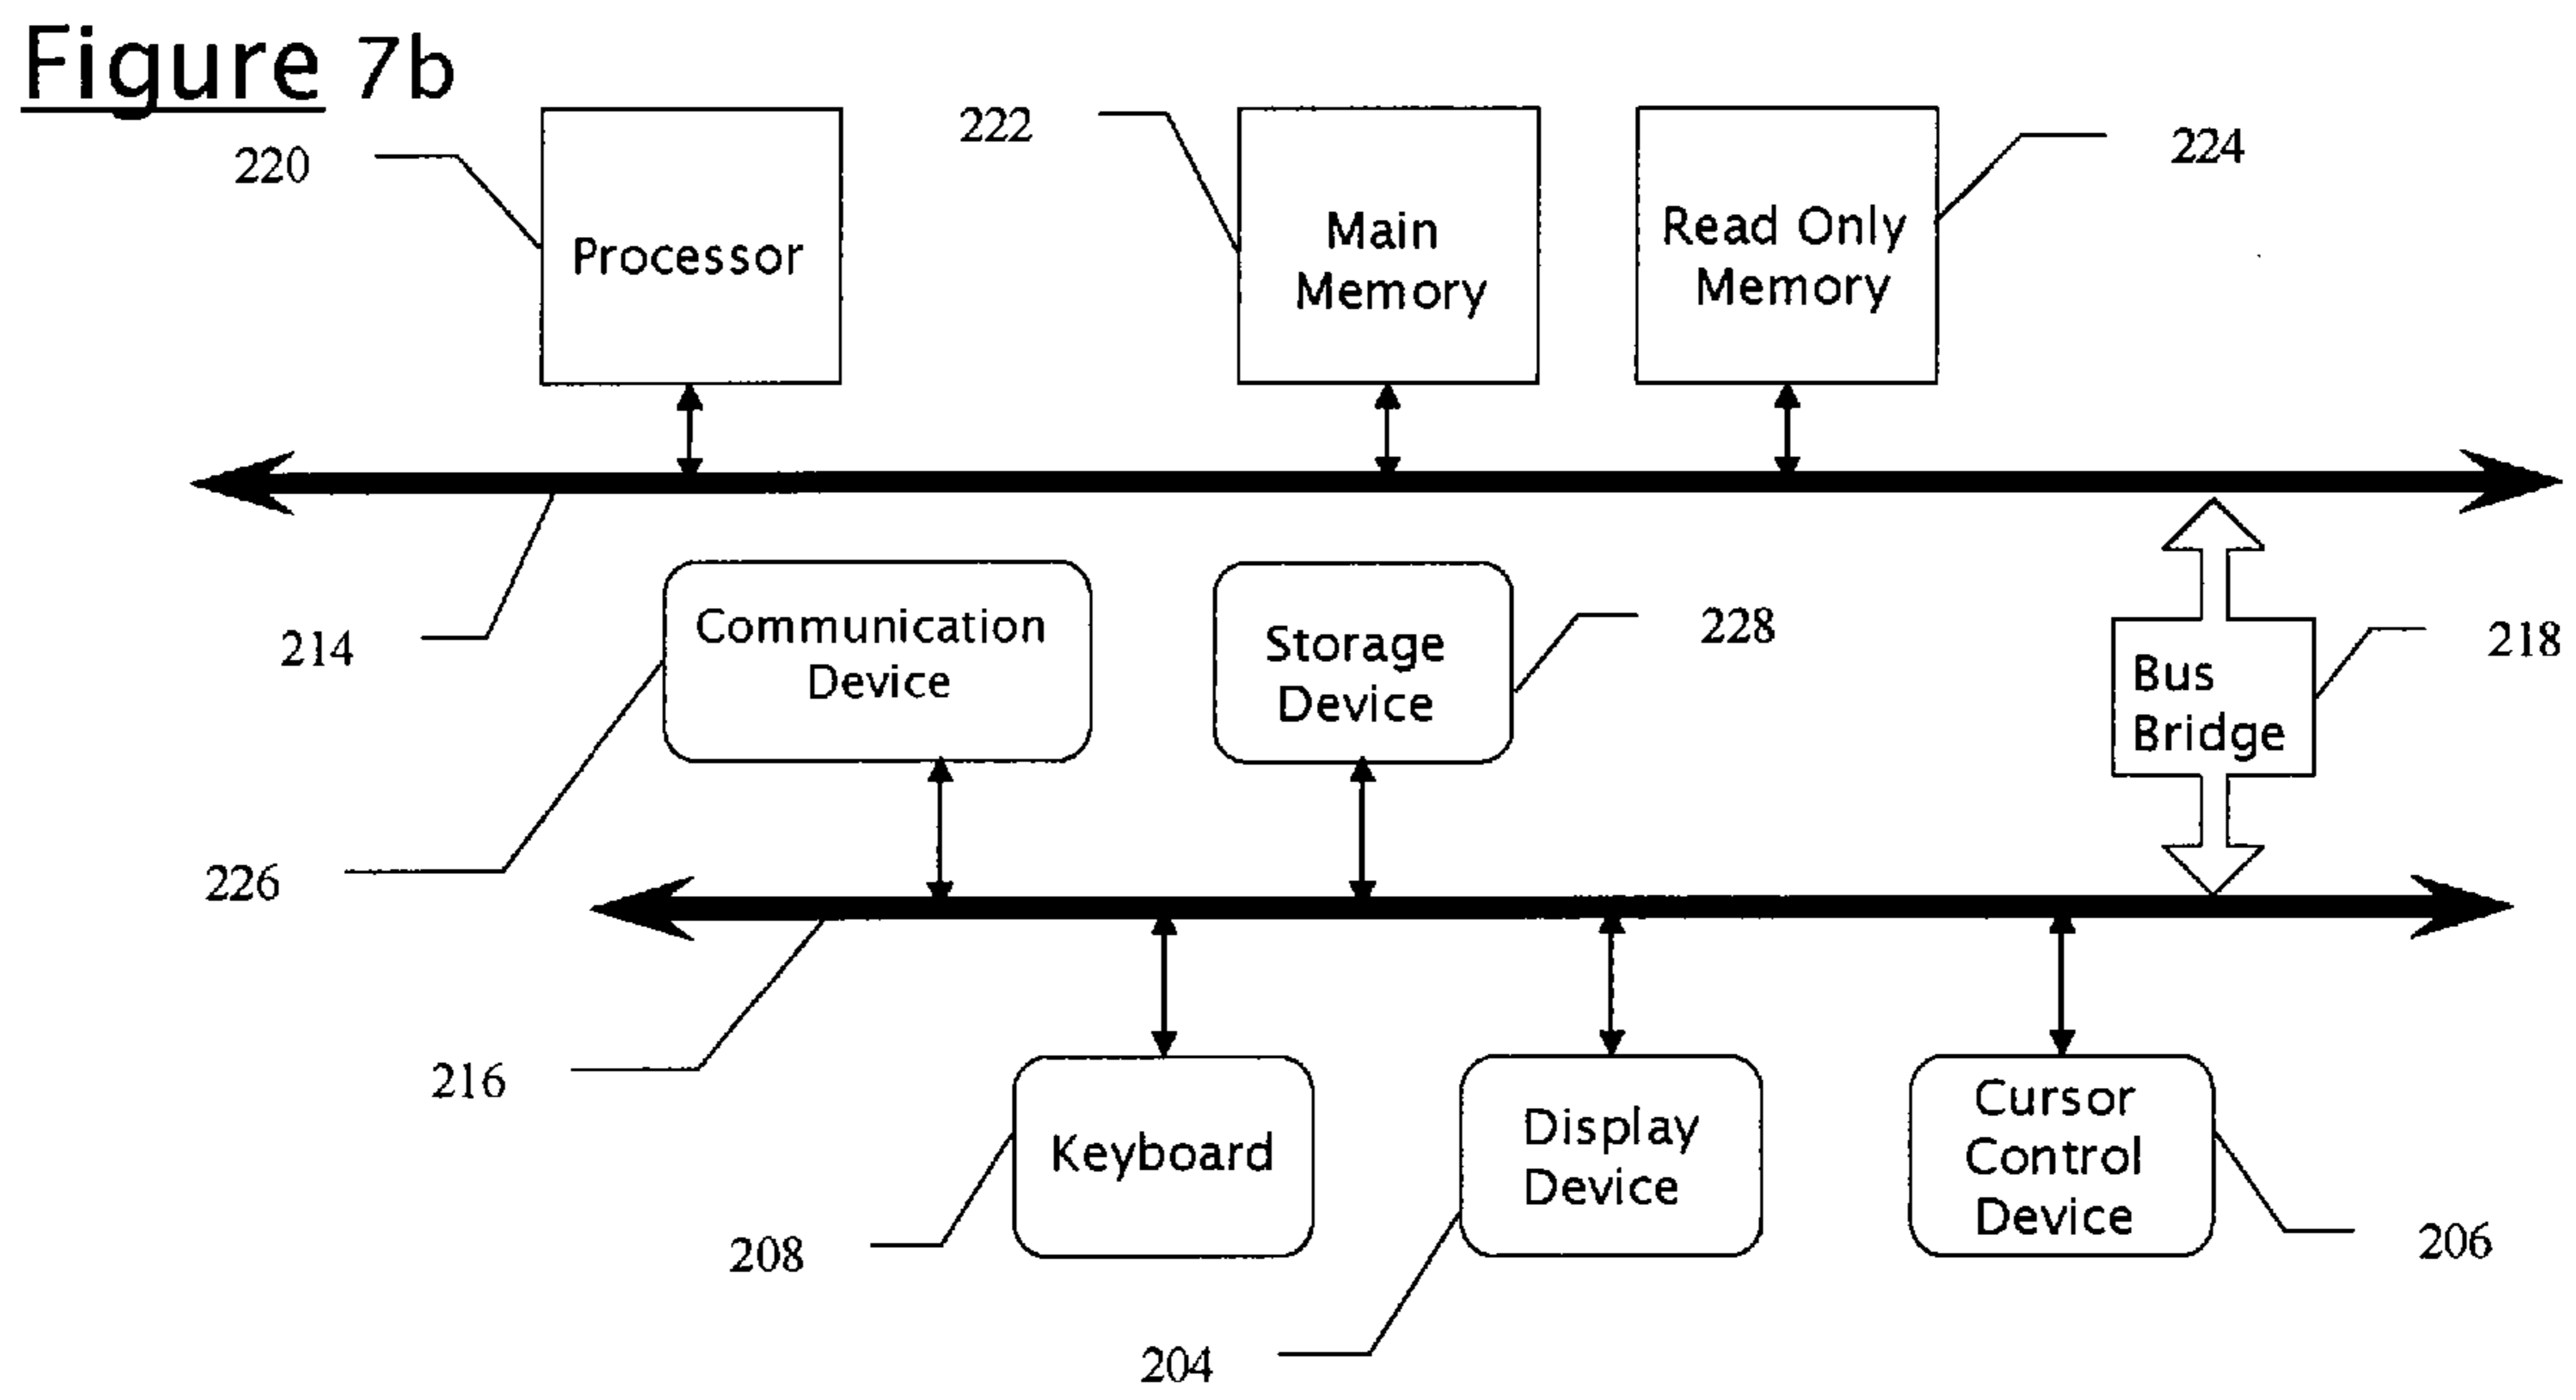 Figure 7b
220
Processor
222
Main
Memory
Read Only
Memory
224
214
Communication
Device
226
Storage
Device
228
Bus
Bridge
218
216
Keyboard
208
Display
Device
204
Cursor
Control
Device
206